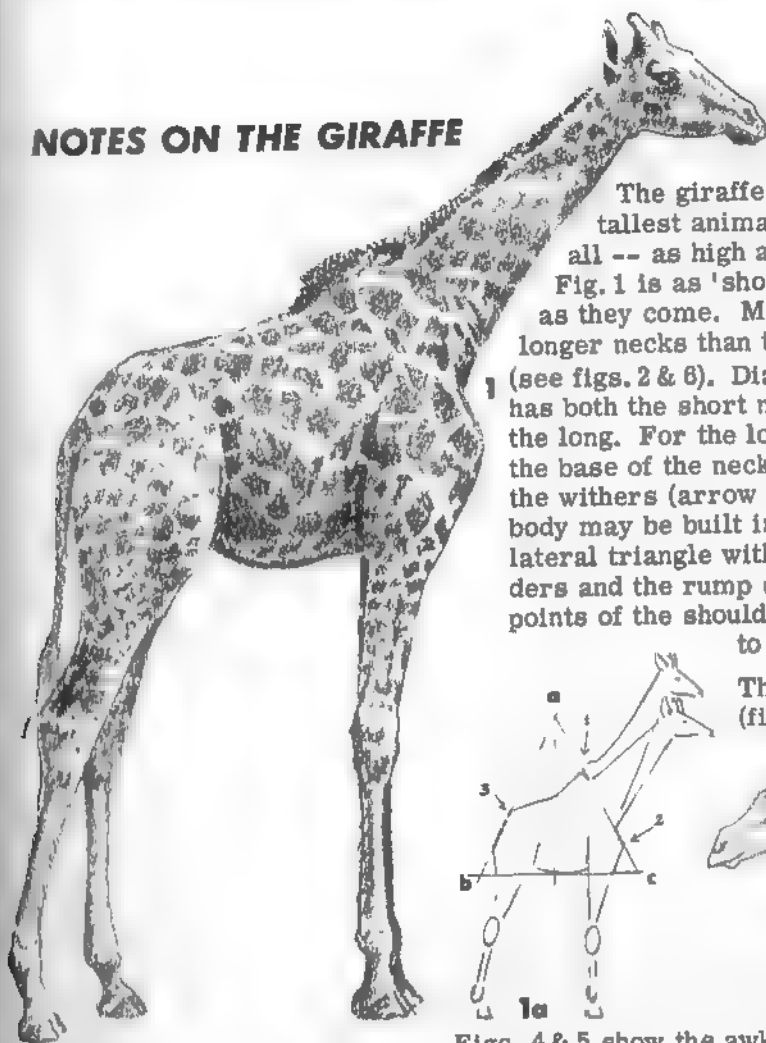 NOTES ON THE GIRAFFE
The giraffe
tallest anima
all -- as high a
Fig. 1 is as 'sho
as they come. M
longer necks than t
1 (see figs. 2 & 6). Dia
has both the short n
the long. For the lo
the base of the neck
the withers (arrow
body may be built i
lateral triangle with
ders and the rump
points of the should
to
Th
(fi
a
1
3
2
b
c
1a
Figs. 4 & 5 show the awk